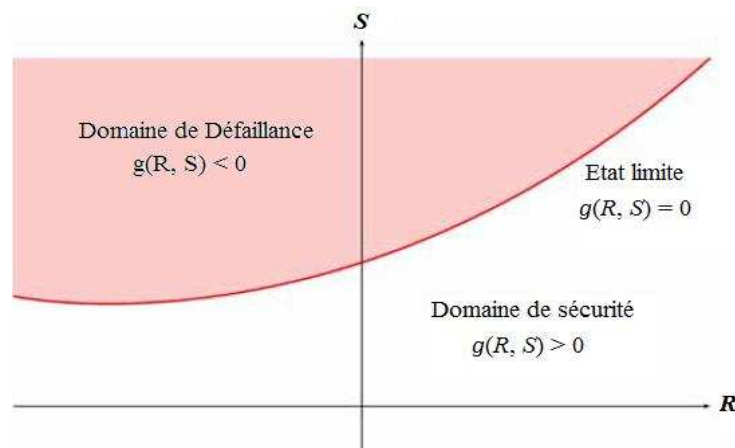 S
Domaine de Défaillance
g(R, S) < 0
Etat limite
g(R, S) = 0
Domaine de sécurité
g(R, S) > 0
R